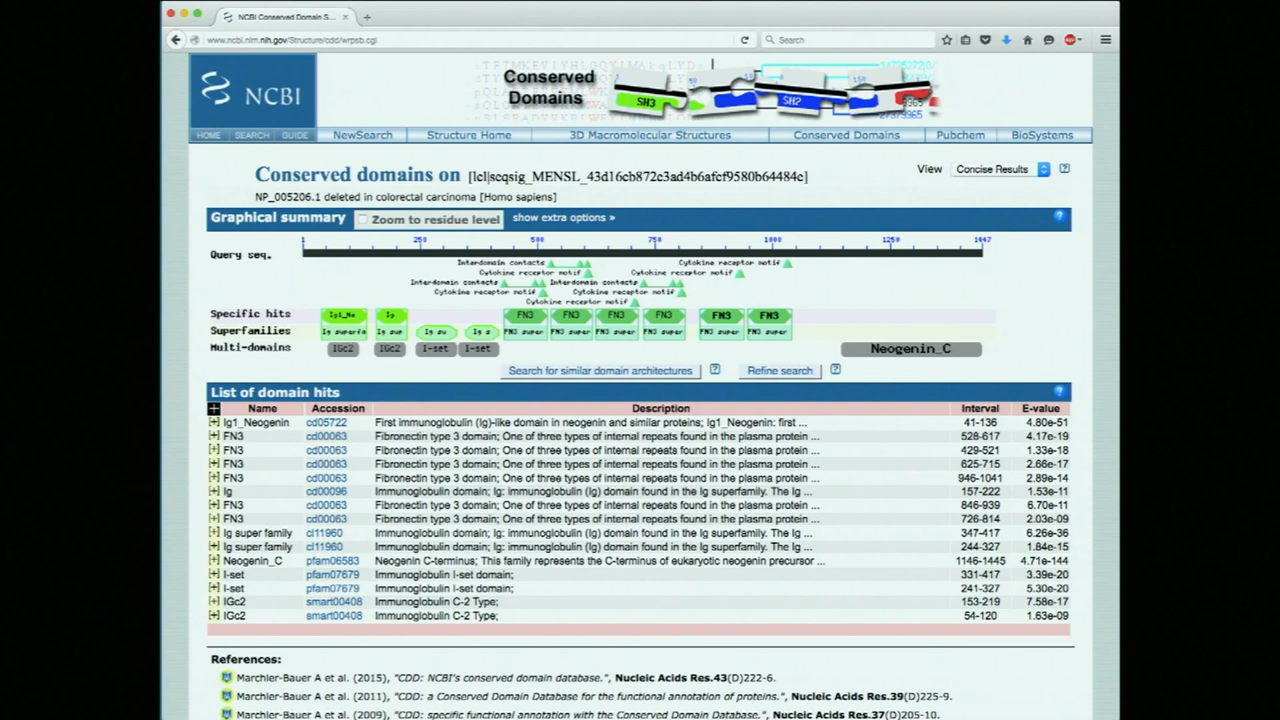 NCBI Conserved Domain S...
www.ncbi.nlm.nih.gov/Structure/cdd/wrpsb.cgi
Search
NCBI
Conserved
Domains
SH3
SH2
HOME SEARCH GUIDE NewSearch Structure Home 3D Macromolecular Structures Conserved Domains Pubchem BioSystems
Conserved domains on [lcl|seqsig_MENSL_43d16cb872c3ad4b6afcf9580b64484c]
View Concise Results
NP_005206.1 deleted in colorectal carcinoma [Homo sapiens]
Graphical summary Zoom to residue level show extra options »
1 250 500 750 1000 1250 1447
Query seq.
Interdomain contacts Cytokine receptor motif
Cytokine receptor motif Cytokine receptor motif
Interdomain contacts Interdomain contacts
Cytokine receptor motif Cytokine receptor motif
Cytokine receptor motif
Specific hits Ig1_Ne Ig FN3 FN3 FN3 FN3 FN3 FN3
Superfamilies Ig superfa Ig sup Ig su Ig s FN3 super FN3 super FN3 super FN3 super FN3 super FN3 super
Multi-domains IGc2 IGc2 I-set I-set Neogenin_C
Search for similar domain architectures Refine search
List of domain hits
Name Accession Description Interval E-value
[+] Ig1_Neogenin cd05722 First immunoglobulin (Ig)-like domain in neogenin and similar proteins; Ig1_Neogenin: first ... 41-136 4.80e-51
[+] FN3 cd00063 Fibronectin type 3 domain; One of three types of internal repeats found in the plasma protein ... 528-617 4.17e-19
[+] FN3 cd00063 Fibronectin type 3 domain; One of three types of internal repeats found in the plasma protein ... 429-521 1.33e-18
[+] FN3 cd00063 Fibronectin type 3 domain; One of three types of internal repeats found in the plasma protein ... 625-715 2.66e-17
[+] FN3 cd00063 Fibronectin type 3 domain; One of three types of internal repeats found in the plasma protein ... 946-1041 2.89e-14
[+] Ig cd00096 Immunoglobulin domain; Ig: immunoglobulin (Ig) domain found in the Ig superfamily. The Ig ... 157-222 1.53e-11
[+] FN3 cd00063 Fibronectin type 3 domain; One of three types of internal repeats found in the plasma protein ... 846-939 6.70e-11
[+] FN3 cd00063 Fibronectin type 3 domain; One of three types of internal repeats found in the plasma protein ... 726-814 2.03e-09
[+] Ig super family cl11960 Immunoglobulin domain; Ig: immunoglobulin (Ig) domain found in the Ig superfamily. The Ig ... 347-417 6.26e-36
[+] Ig super family cl11960 Immunoglobulin domain; Ig: immunoglobulin (Ig) domain found in the Ig superfamily. The Ig ... 244-327 1.84e-15
[+] Neogenin_C pfam06583 Neogenin C-terminus; This family represents the C-terminus of eukaryotic neogenin precursor ... 1146-1445 4.71e-144
[+] I-set pfam07679 Immunoglobulin I-set domain; 331-417 3.39e-20
[+] I-set pfam07679 Immunoglobulin I-set domain; 241-327 5.30e-20
[+] IGc2 smart00408 Immunoglobulin C-2 Type; 153-219 7.58e-17
[+] IGc2 smart00408 Immunoglobulin C-2 Type; 54-120 1.63e-09
References:
Marchler-Bauer A et al. (2015), "CDD: NCBI's conserved domain database.", Nucleic Acids Res.43(D)222-6.
Marchler-Bauer A et al. (2011), "CDD: a Conserved Domain Database for the functional annotation of proteins.", Nucleic Acids Res.39(D)225-9.
Marchler-Bauer A et al. (2009), "CDD: specific functional annotation with the Conserved Domain Database.", Nucleic Acids Res.37(D)205-10.